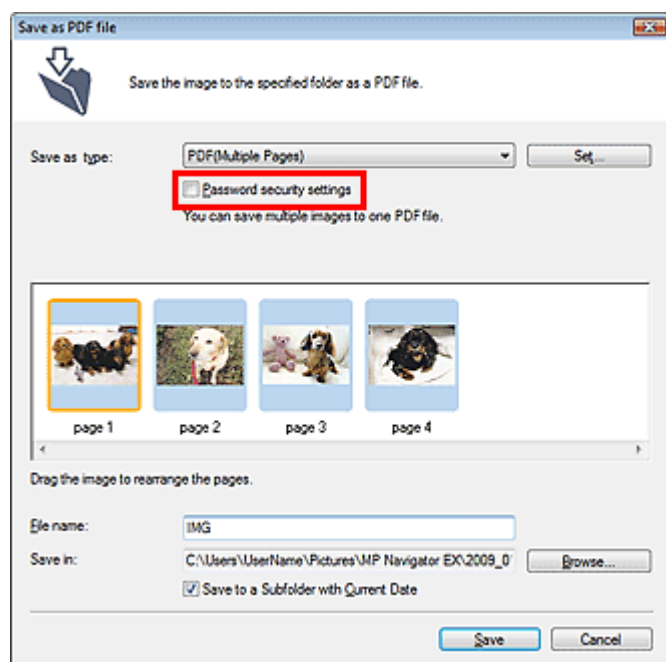 Save as PDF file
Save the image to the specified folder as a PDF file.
Save as type:
PDF(Multiple Pages)
Set...
Password security settings
You can save multiple images to one PDF file.
page 1
page 2
page 3
page 4
Drag the image to rearrange the pages.
File name:
IMG
Save in:
C:\Users\UserName\Pictures\MP Navigator EX\2009_0
Browse...
Save to a Subfolder with Current Date
Save
Cancel